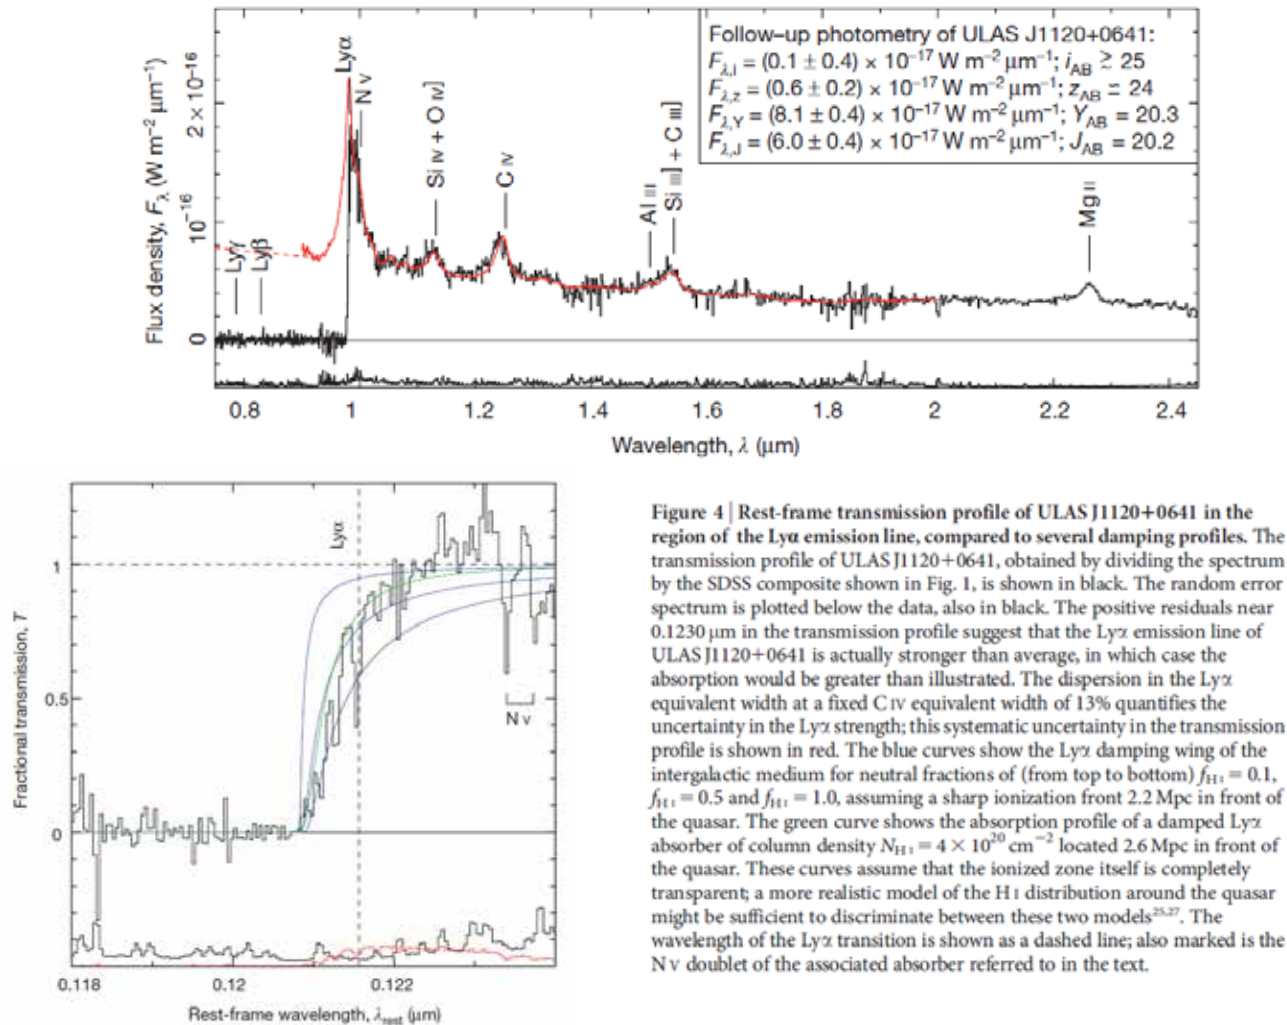 Follow-up photometry of ULAS J1120+0641:
F_λ,i = (0.1 ± 0.4) × 10⁻¹⁷ W m⁻² μm⁻¹; i_AB ≳ 25
F_λ,z = (0.6 ± 0.2) × 10⁻¹⁷ W m⁻² μm⁻¹; z_AB = 24
F_λ,Y = (8.1 ± 0.4) × 10⁻¹⁷ W m⁻² μm⁻¹; Y_AB = 20.3
F_λ,J = (6.0 ± 0.4) × 10⁻¹⁷ W m⁻² μm⁻¹; J_AB = 20.2
Flux density, F_λ (W m⁻² μm⁻¹)
2 × 10⁻¹⁶
10⁻¹⁶
0
Lyγ
Lyβ
Lyα
N V
Si IV + O IV]
C IV
Al III
Si III] + C III]
Mg II
0.8 1 1.2 1.4 1.6 1.8 2 2.2 2.4
Wavelength, λ (μm)
Fractional transmission, T
1
0.5
0
Lyα
N V
0.118 0.12 0.122
Rest-frame wavelength, λ_rest (μm)
Figure 4 | Rest-frame transmission profile of ULAS J1120+0641 in the
region of the Lyα emission line, compared to several damping profiles. The
transmission profile of ULAS J1120+0641, obtained by dividing the spectrum
by the SDSS composite shown in Fig. 1, is shown in black. The random error
spectrum is plotted below the data, also in black. The positive residuals near
0.1230 μm in the transmission profile suggest that the Lyα emission line of
ULAS J1120+0641 is actually stronger than average, in which case the
absorption would be greater than illustrated. The dispersion in the Lyα
equivalent width at a fixed C IV equivalent width of 13% quantifies the
uncertainty in the Lyα strength; this systematic uncertainty in the transmission
profile is shown in red. The blue curves show the Lyα damping wing of the
intergalactic medium for neutral fractions of (from top to bottom) f_H I = 0.1,
f_H I = 0.5 and f_H I = 1.0, assuming a sharp ionization front 2.2 Mpc in front of
the quasar. The green curve shows the absorption profile of a damped Lyα
absorber of column density N_H I = 4 × 10²⁰ cm⁻² located 2.6 Mpc in front of
the quasar. These curves assume that the ionized zone itself is completely
transparent; a more realistic model of the H I distribution around the quasar
might be sufficient to discriminate between these two models²⁵,²⁷. The
wavelength of the Lyα transition is shown as a dashed line; also marked is the
N V doublet of the associated absorber referred to in the text.